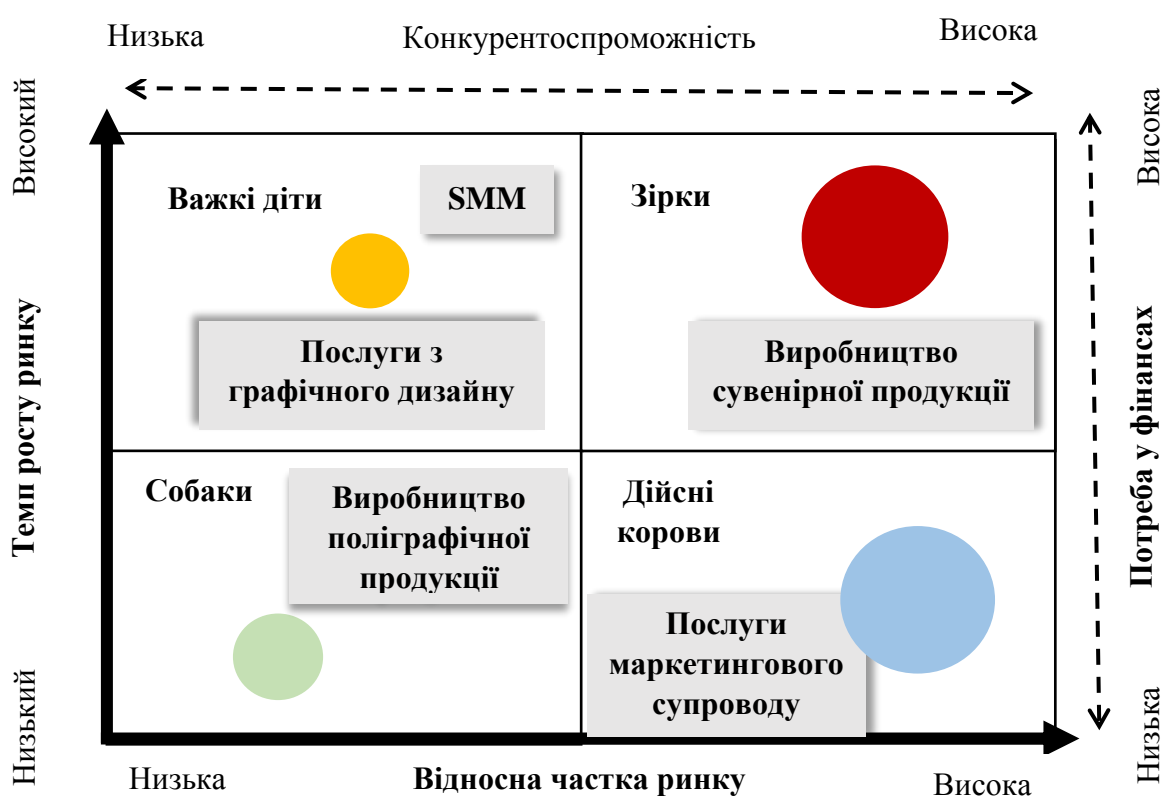 Низька
Конкурентоспроможність
Висока
Високий
Висока
Важкі діти
SMM
Зірки
Послуги з
графічного дизайну
Виробництво
сувенірної продукції
Темп росту ринку
Потреба у фінансах
Собаки
Виробництво
поліграфічної
продукції
Дійсні
корови
Послуги
маркетингового
супроводу
Низький
Низька
Низька
Відносна частка ринку
Висока